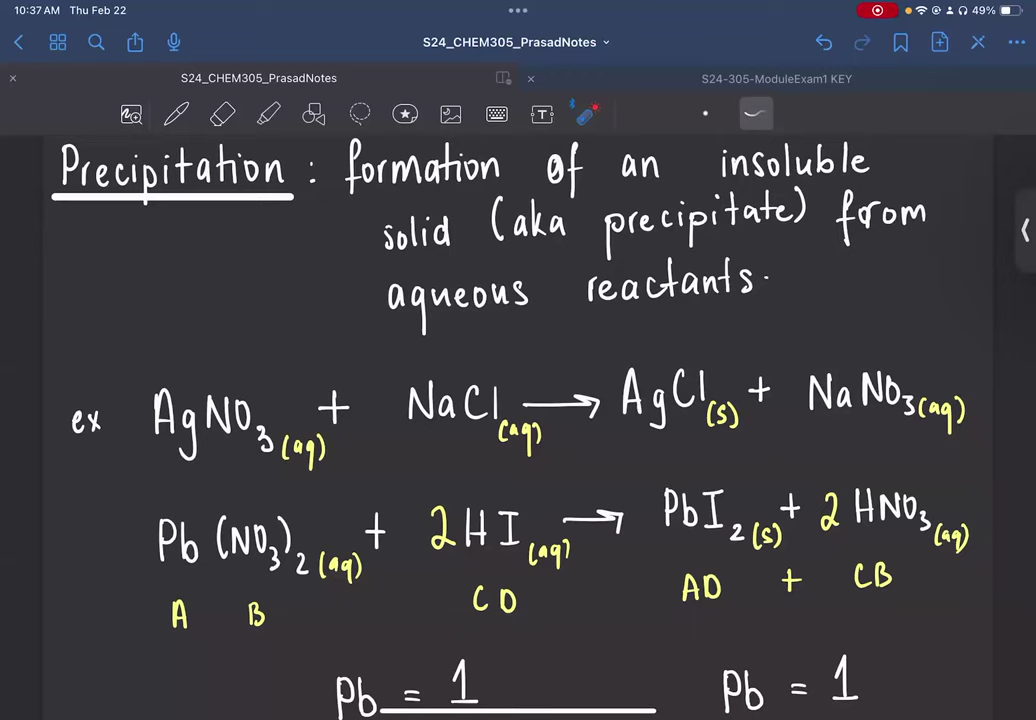 10:37 AM Thu Feb 22
49%
S24_CHEM305_PrasadNotes
S24_CHEM305_PrasadNotes
S24-305-ModuleExam1 KEY
Precipitation : formation of an insoluble
solid (aka precipitate) from
aqueous reactants.
ex AgNO₃(aq) + NaCl(aq) → AgCl(s) + NaNO₃(aq)
Pb(NO₃)₂(aq) + 2HI(aq) → PbI₂(s) + 2HNO₃(aq)
A B CD AD + CB
Pb = 1 Pb = 1